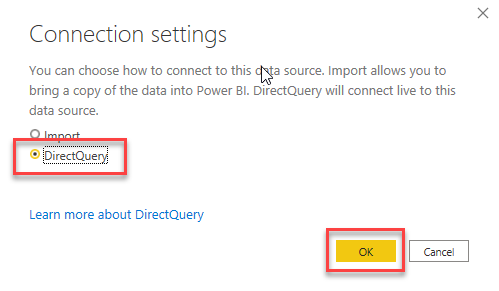 Connection settings
You can choose how to connect to this data source. Import allows you to
bring a copy of the data into Power BI. DirectQuery will connect live to this
data source.
Import
DirectQuery
Learn more about DirectQuery
OK Cancel